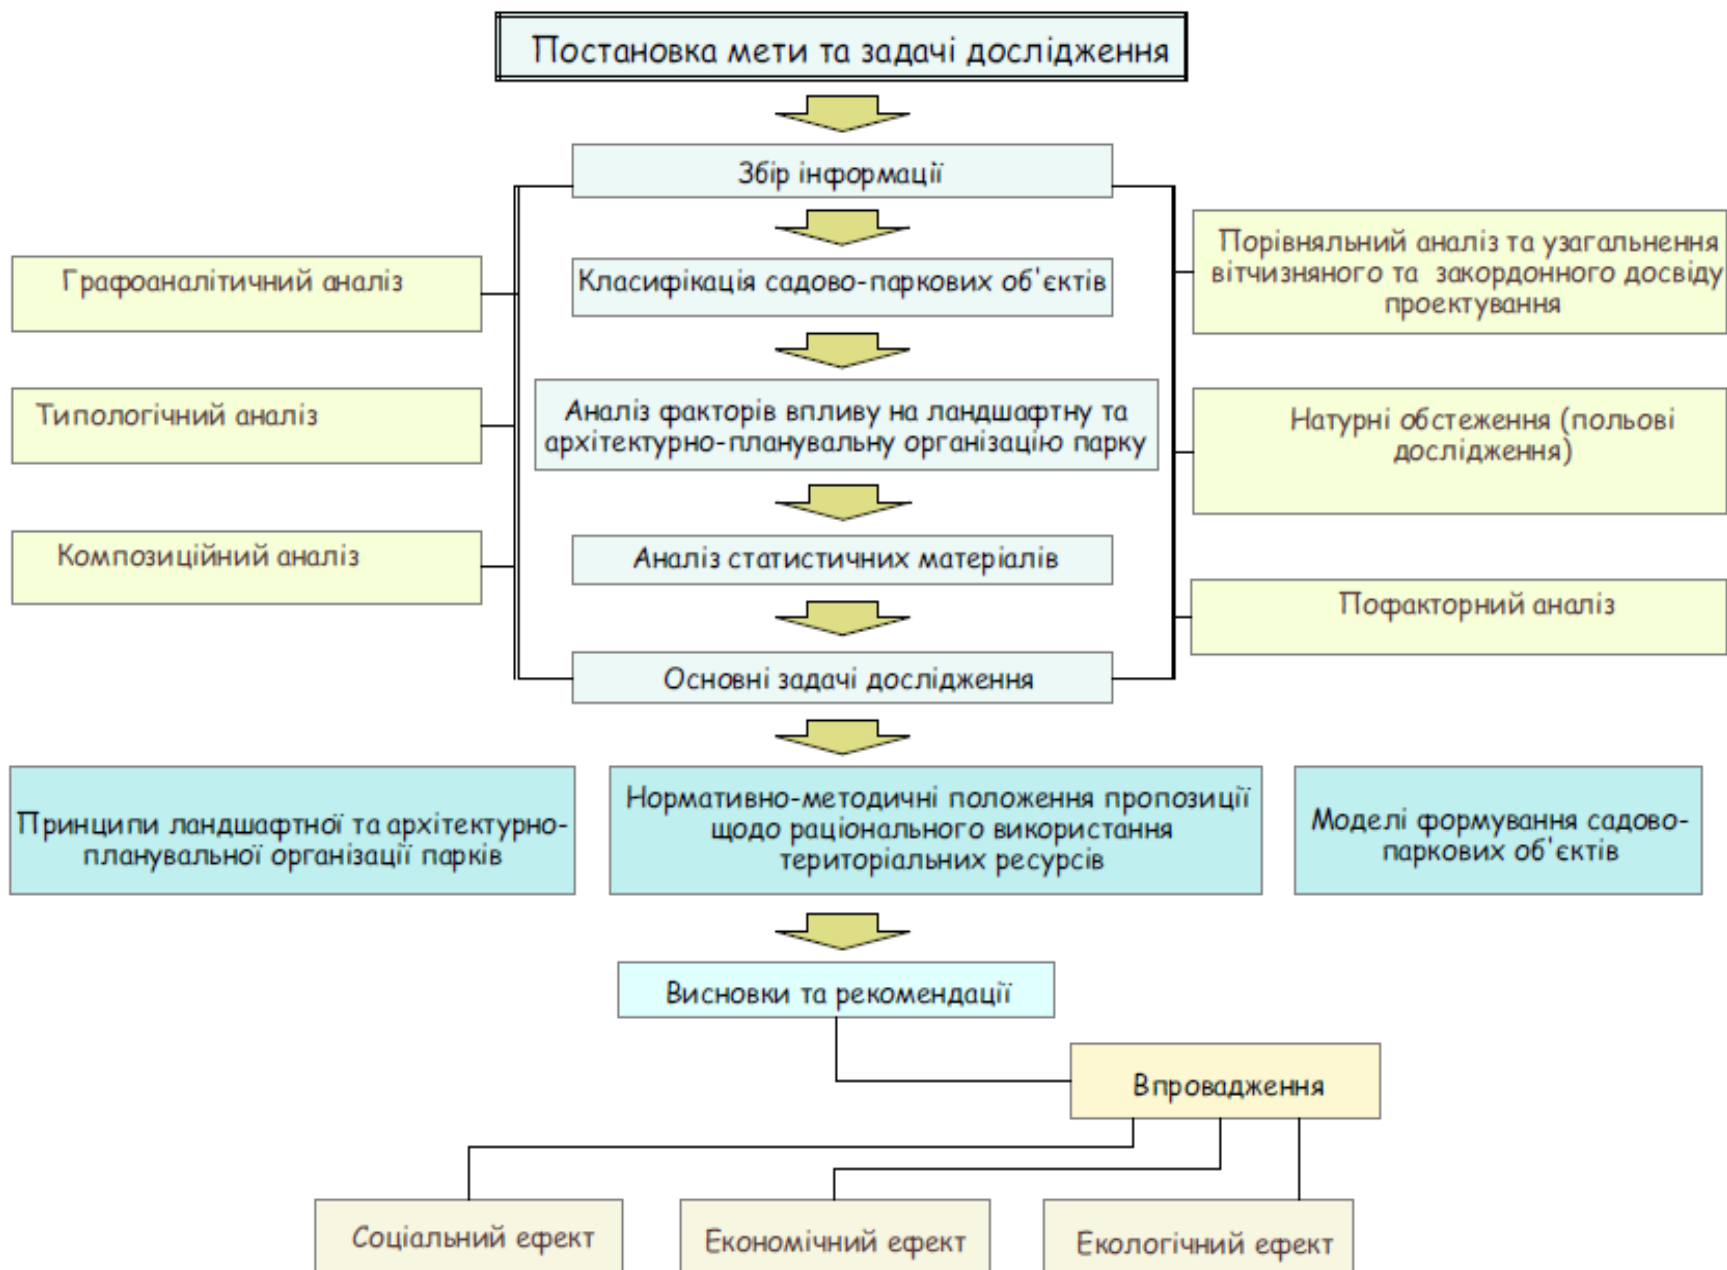 Постановка мети та задачі дослідження
Збір інформації
Графоаналітичний аналіз
Класифікація садово-паркових об'єктів
Порівняльний аналіз та узагальнення
вітчизняного та закордонного досвіду
проектування
Типологічний аналіз
Аналіз факторів впливу на ландшафтну та
архітектурно-планувальну організацію парку
Натурні обстеження (польові
дослідження)
Композиційний аналіз
Аналіз статистичних матеріалів
Пофакторний аналіз
Основні задачі дослідження
Принципи ландшафтної та архітектурно-
планувальної організації парків
Нормативно-методичні положення пропозиції
щодо раціонального використання
територіальних ресурсів
Моделі формування садово-
паркових об'єктів
Висновки та рекомендації
Впровадження
Соціальний ефект
Економічний ефект
Екологічний ефект